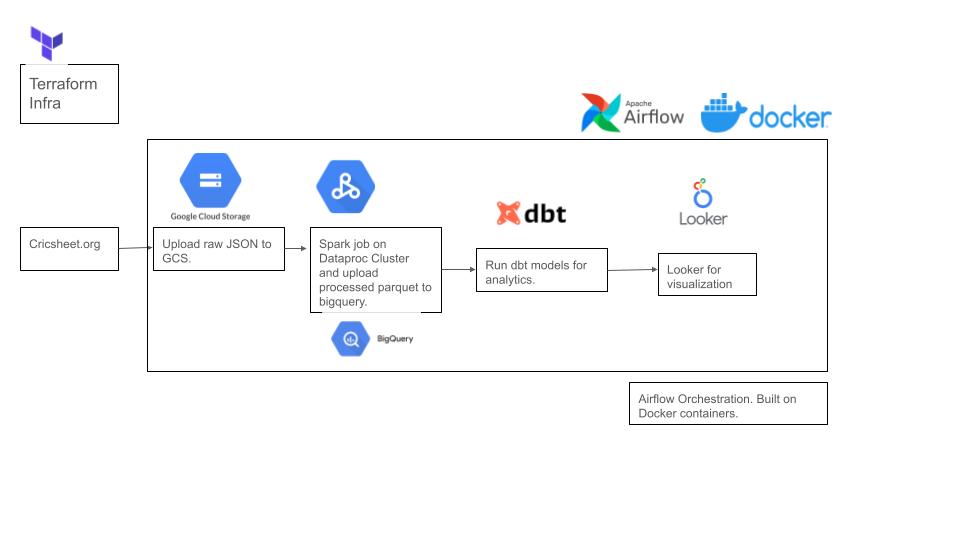 Terraform
Infra
Apache
Airflow
docker
Google Cloud Storage
dbt
Looker
Cricsheet.org
Upload raw JSON to
GCS.
Spark job on
Dataproc Cluster
and upload
processed parquet to
bigquery.
Run dbt models for
analytics.
Looker for
visualization
BigQuery
Airflow Orchestration. Built on
Docker containers.